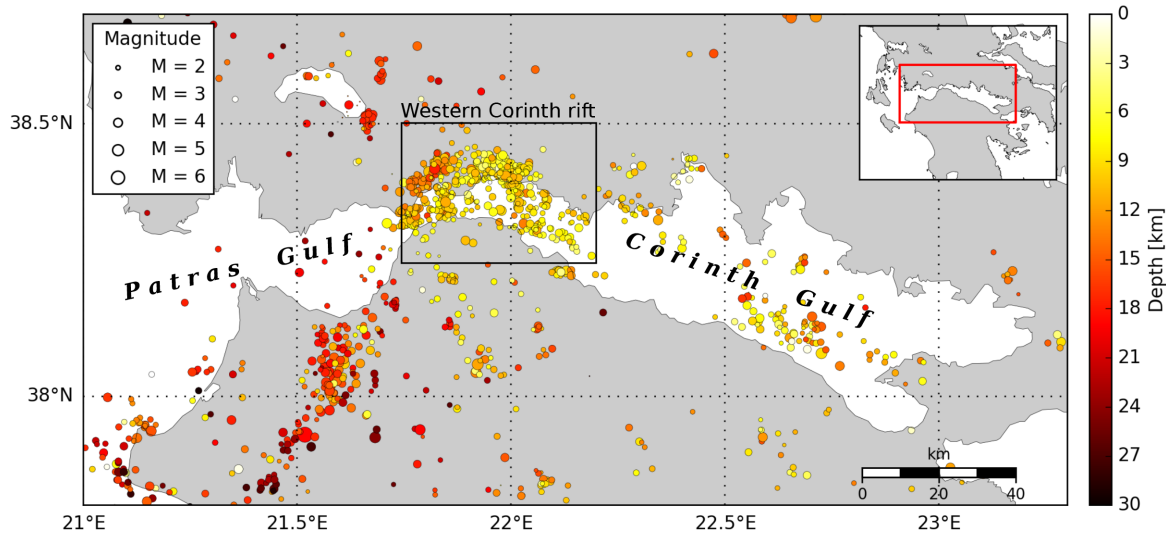 Magnitude
M = 2
M = 3
M = 4
M = 5
M = 6
38.5°N
38°N
Western Corinth rift
Patras Gulf
Corinth Gulf
km
0 20 40
21°E 21.5°E 22°E 22.5°E 23°E
0
3
6
9
12
15
18
21
24
27
30
Depth [km]